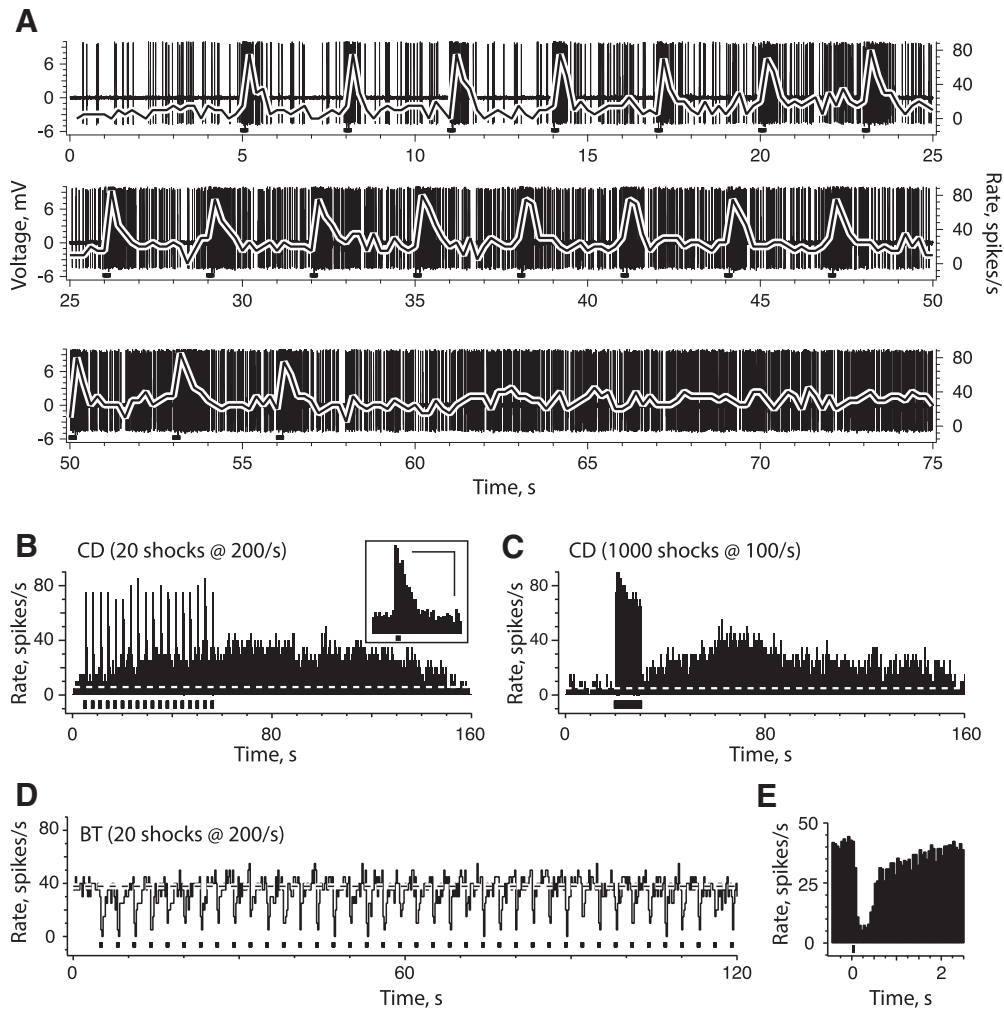 A
6
0
-6
80
40
0
0 5 10 15 20 25
Voltage, mV
6
0
-6
80
40
0
Rate, spikes/s
25 30 35 40 45 50
6
0
-6
80
40
0
50 55 60 65 70 75
Time, s
B
CD (20 shocks @ 200/s)
Rate, spikes/s
80
40
0
0 80 160
Time, s
C
CD (1000 shocks @ 100/s)
Rate, spikes/s
80
40
0
0 80 160
Time, s
D
BT (20 shocks @ 200/s)
Rate, spikes/s
80
40
0
0 60 120
Time, s
E
Rate, spikes/s
50
25
0
0 2
Time, s